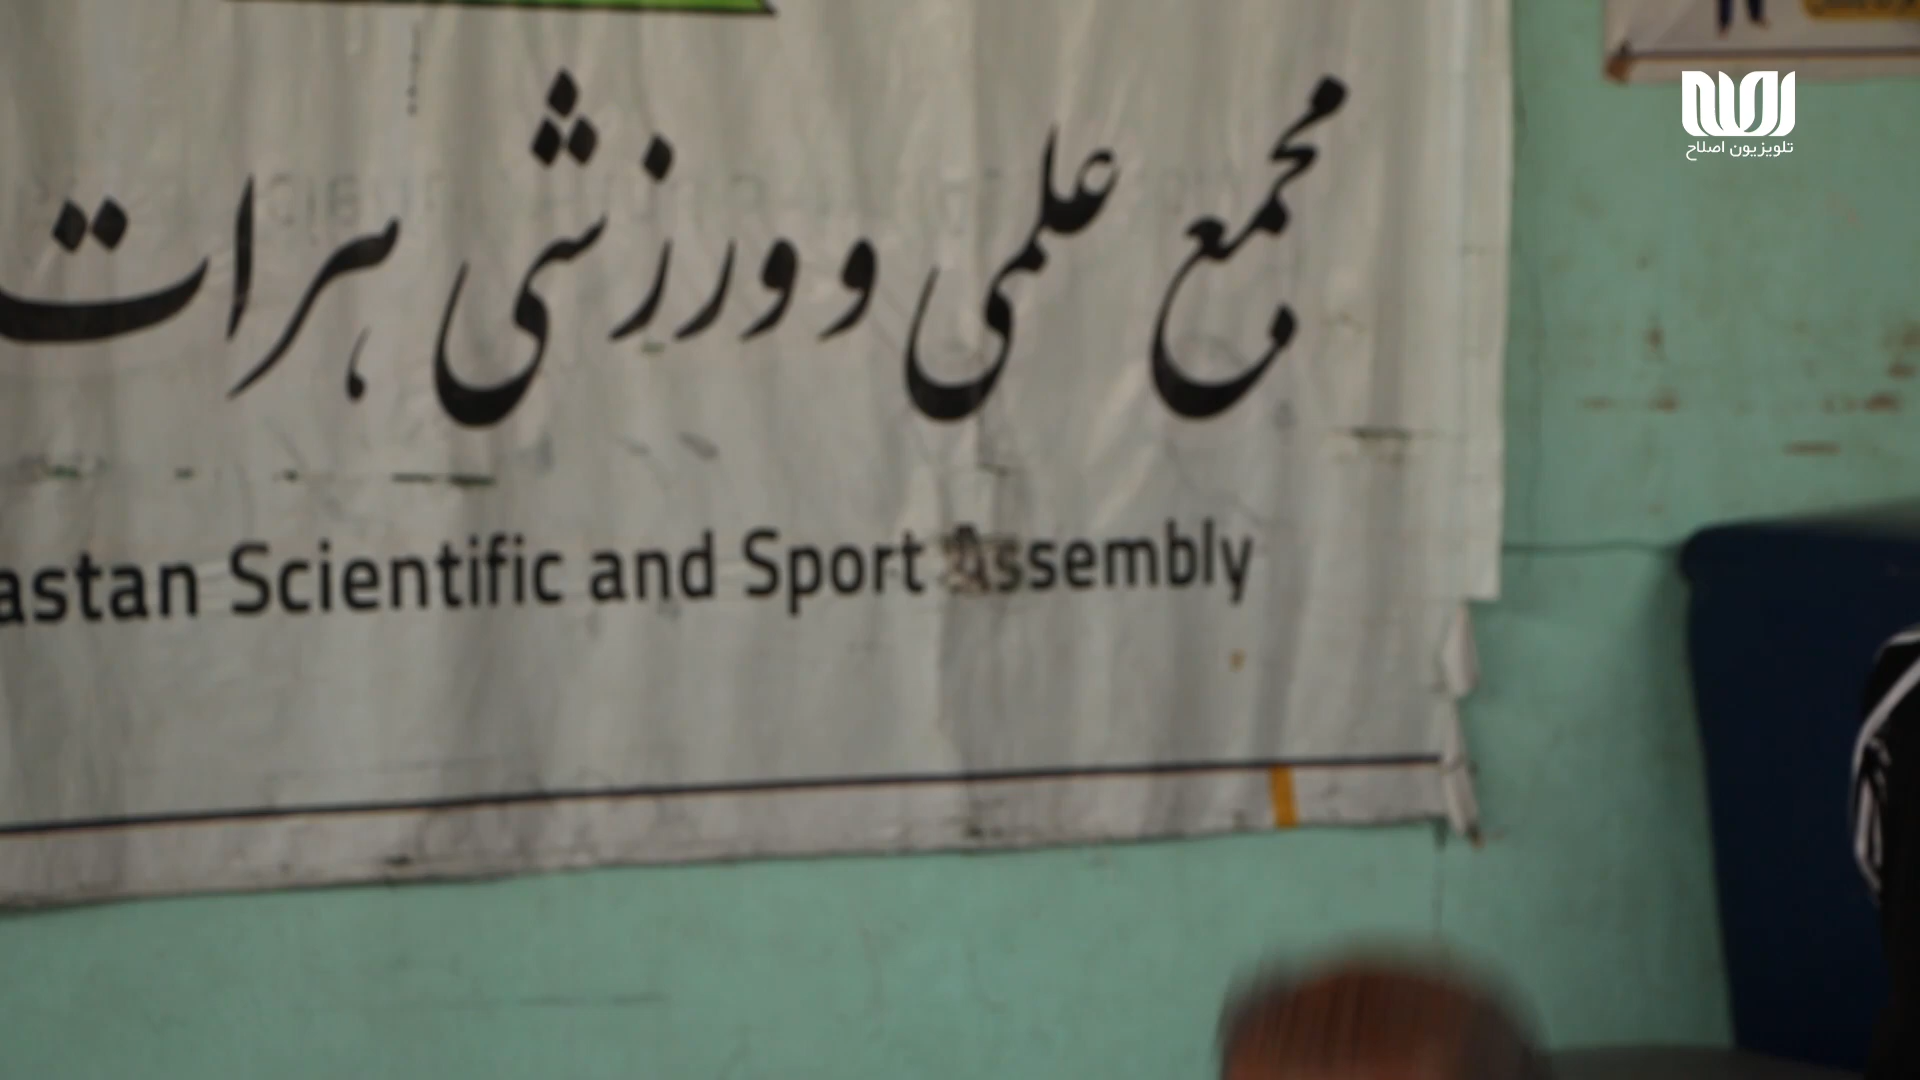 تلویزیون اصلاح
مجمع علمی و ورزشی هرات
astan Scientific and Sport Assembly